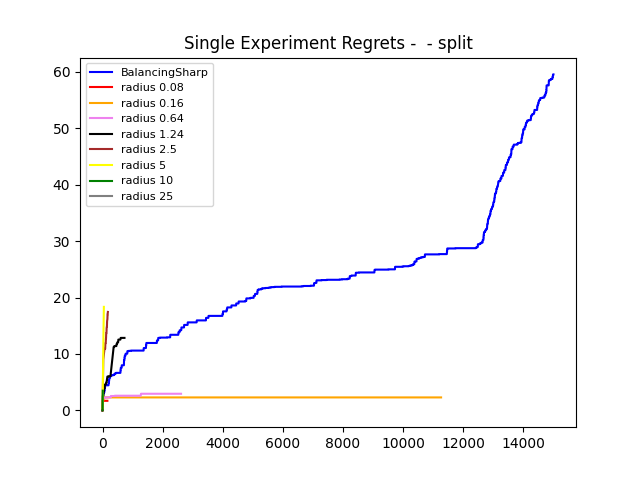 Single Experiment Regrets -  - split
BalancingSharp
radius 0.08
radius 0.16
radius 0.64
radius 1.24
radius 2.5
radius 5
radius 10
radius 25
60
50
40
30
20
10
0
0 2000 4000 6000 8000 10000 12000 14000